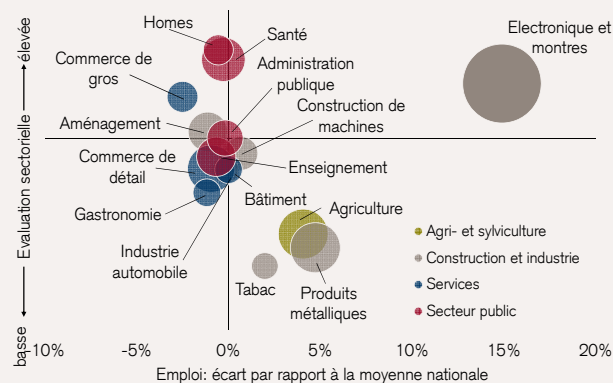 Homes
Santé
Electronique et
montres
Commerce de
gros
Administration
publique
Construction de
machines
Aménagement
Commerce de
détail
Enseignement
Gastronomie
Bâtiment
Agriculture
Industrie
automobile
Tabac
Produits
métalliques
Agri- et sylviculture
Construction et industrie
Services
Secteur public
élevée
Evaluation sectorielle
basse
-10%
-5%
0%
5%
10%
15%
20%
Emploi: écart par rapport à la moyenne nationale